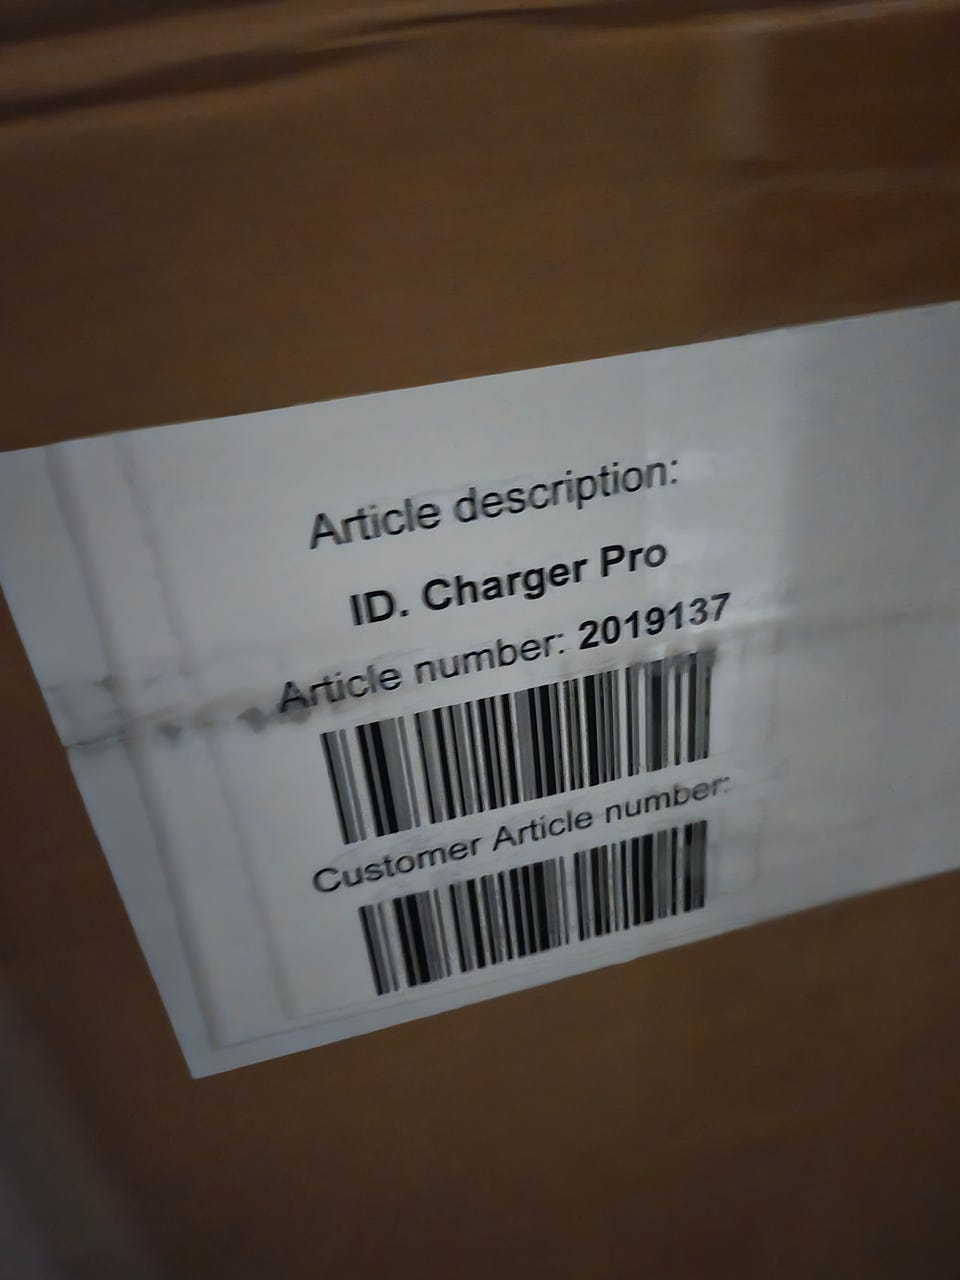 Article description:
ID. Charger Pro
Article number: 2019137
Customer Article number: